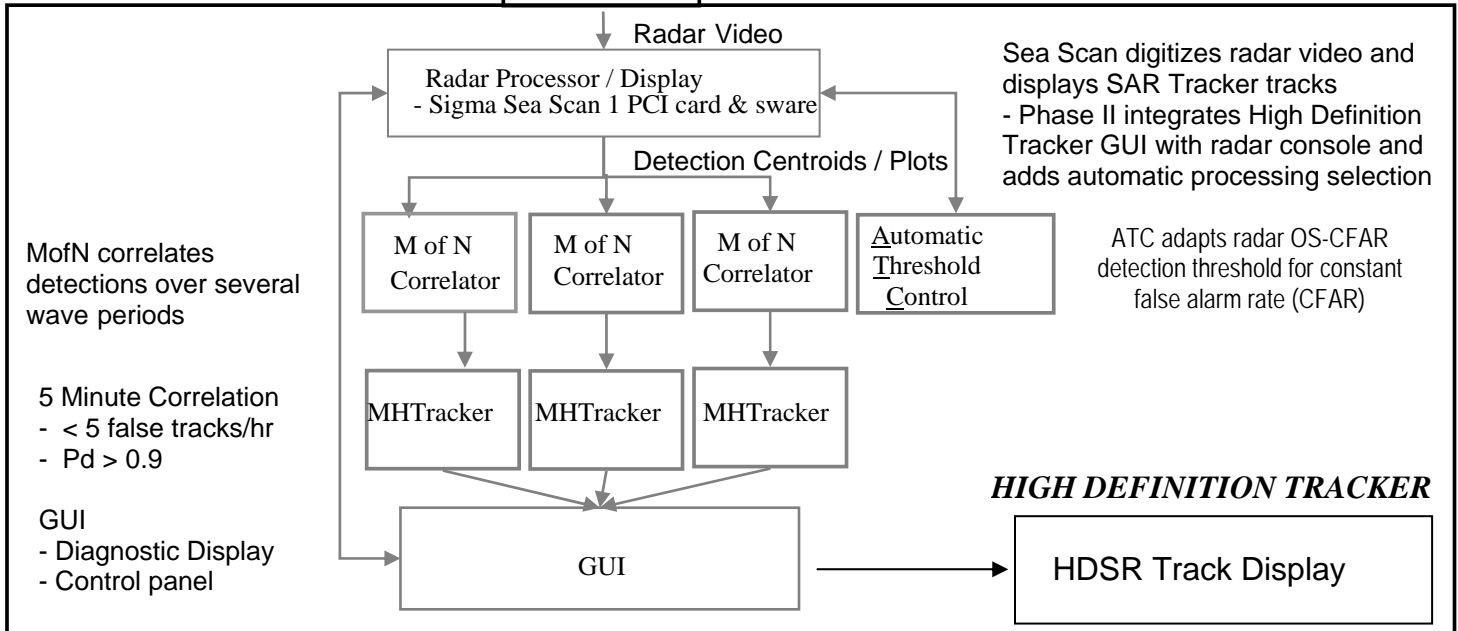 Radar Video
Radar Processor / Display
- Sigma Sea Scan 1 PCI card & sware
Sea Scan digitizes radar video and
displays SAR Tracker tracks
- Phase II integrates High Definition
Tracker GUI with radar console and
adds automatic processing selection
Detection Centroids / Plots
MofN correlates
detections over several
wave periods
M of N
Correlator
M of N
Correlator
M of N
Correlator
Automatic
Threshold
Control
ATC adapts radar OS-CFAR
detection threshold for constant
false alarm rate (CFAR)
5 Minute Correlation
- < 5 false tracks/hr
- Pd > 0.9
MHTracker
MHTracker
MHTracker
GUI
- Diagnostic Display
- Control panel
GUI
HIGH DEFINITION TRACKER
HDSR Track Display